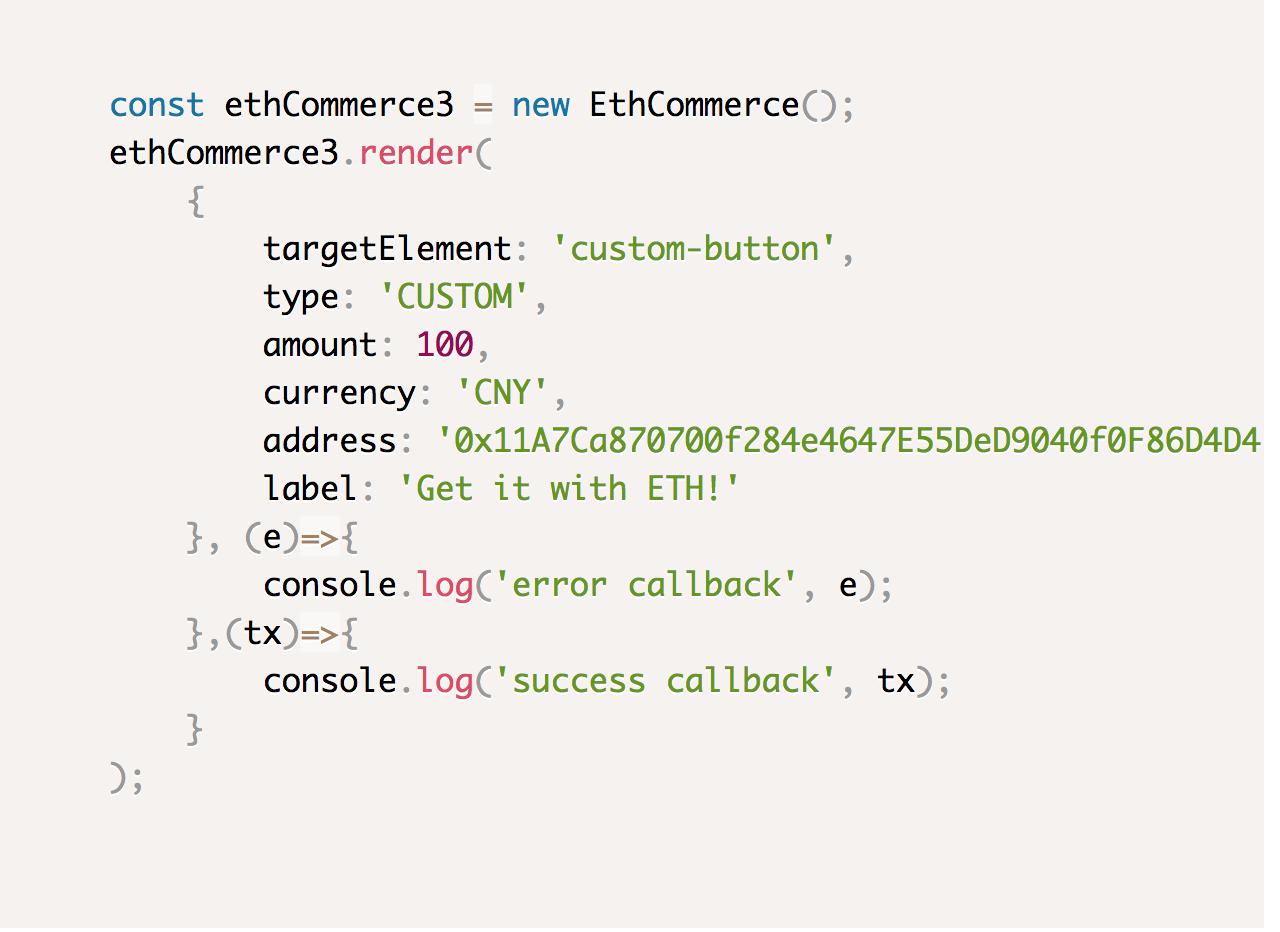 const ethCommerce3 = new EthCommerce();
ethCommerce3.render(
    {
        targetElement: 'custom-button',
        type: 'CUSTOM',
        amount: 100,
        currency: 'CNY',
        address: '0x11A7Ca870700f284e4647E55DeD9040f0F86D4D4
        label: 'Get it with ETH!'
    }, (e)=>{
        console.log('error callback', e);
    },(tx)=>{
        console.log('success callback', tx);
    }
);